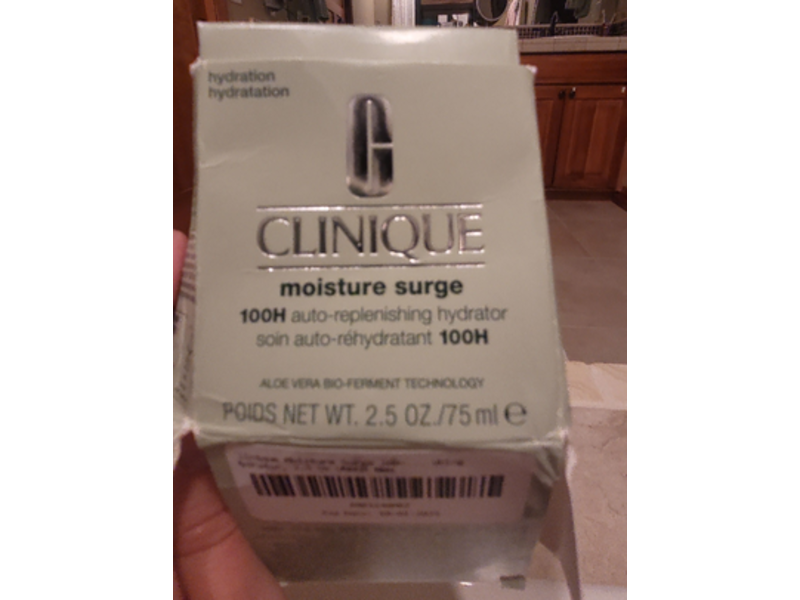 hydration
hydratation
CLINIQUE
moisture surge
100H auto-replenishing hydrator
soin auto-réhydratant 100H
ALOE VERA BIO-FERMENT TECHNOLOGY
POIDS NET WT. 2.5 OZ./75 ml ℮